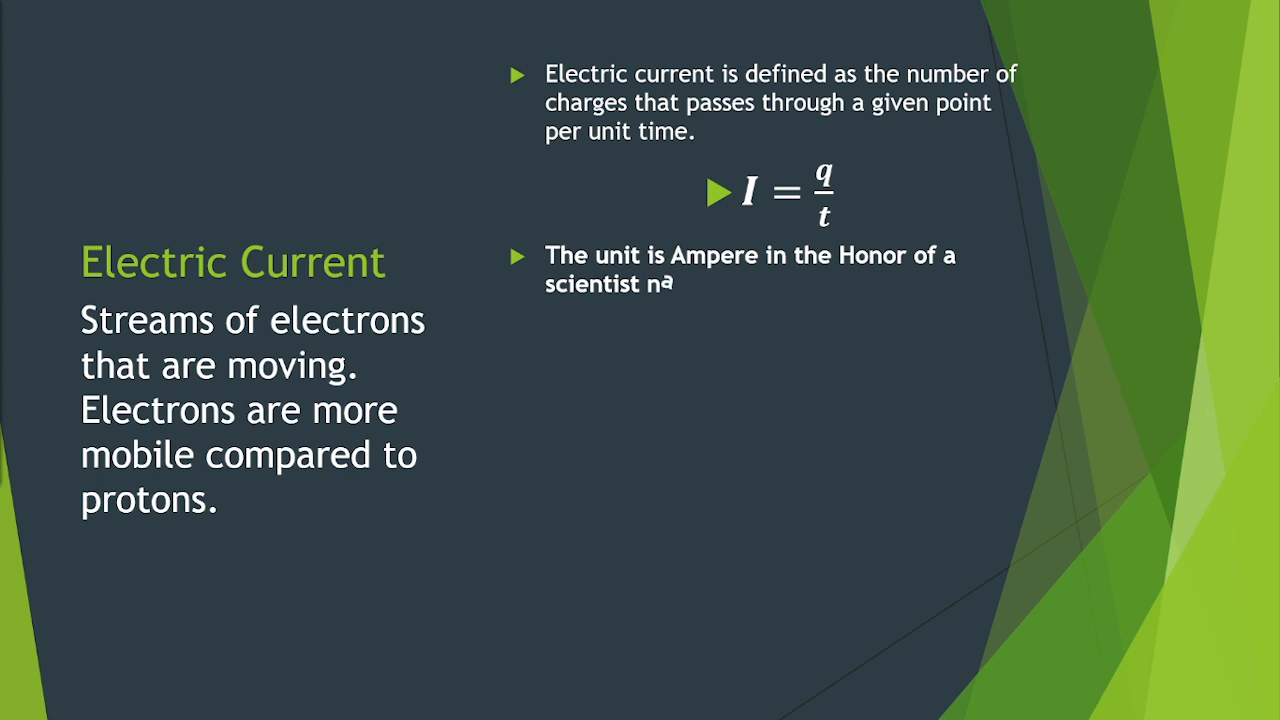 Electric Current
Streams of electrons
that are moving.
Electrons are more
mobile compared to
protons.
Electric current is defined as the number of
charges that passes through a given point
per unit time.
I = q/t
The unit is Ampere in the Honor of a
scientist na